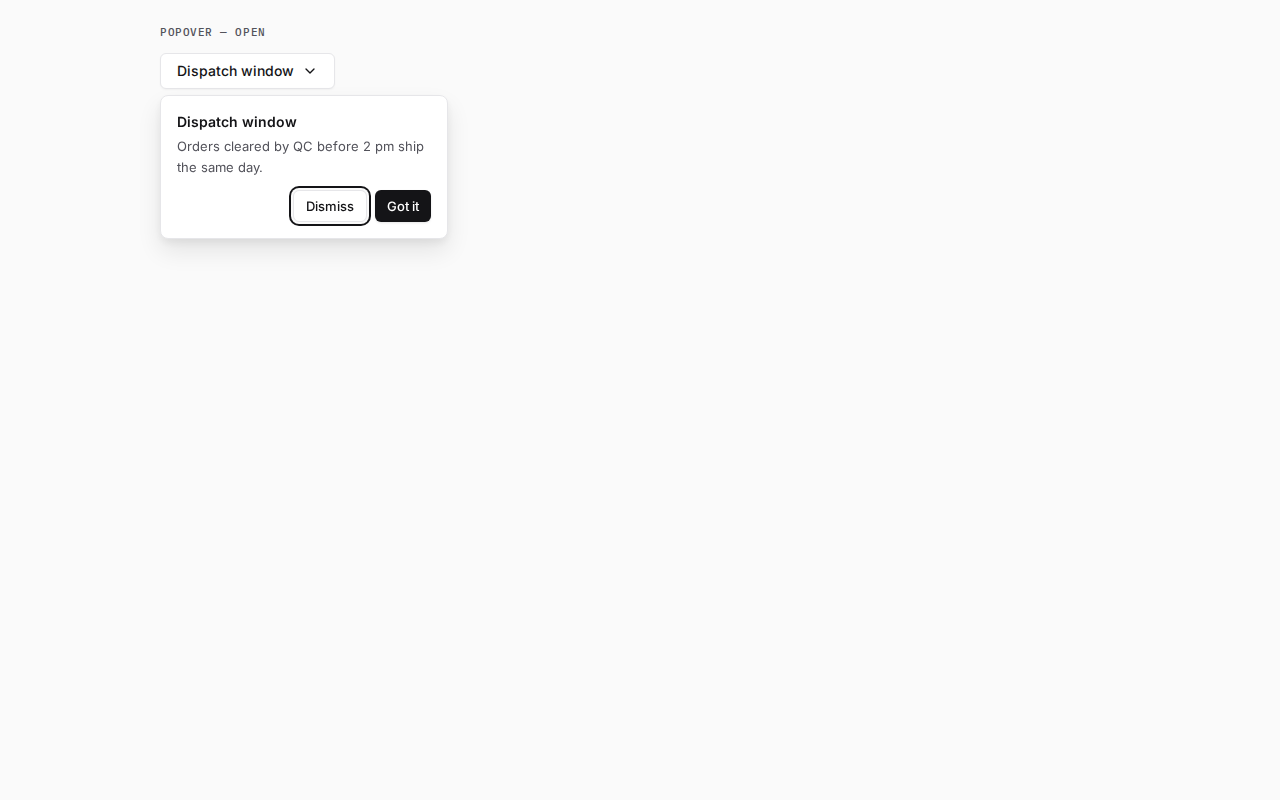 POPOVER — OPEN
Dispatch window
Dispatch window
Orders cleared by QC before 2 pm ship
the same day.
Dismiss
Got it